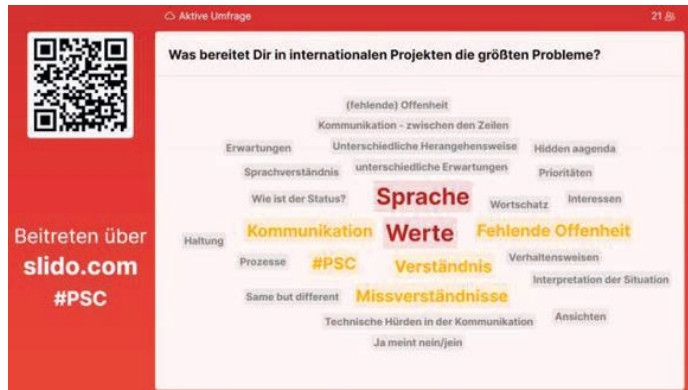 Aktive Umfrage
21
Was bereitet Dir in internationalen Projekten die größten Probleme?
(fehlende) Offenheit
Kommunikation - zwischen den Zeilen
Erwartungen
Unterschiedliche Herangehensweise
Hidden aagenda
Sprachverständnis
unterschiedliche Erwartungen
Prioritäten
Wie ist der Status?
Sprache
Wortschatz
Interessen
Haltung
Kommunikation
Werte
Fehlende Offenheit
Prozesse
#PSC
Verständnis
Verhaltensweisen
Interpretation der Situation
Same but different
Missverständnisse
Technische Hürden in der Kommunikation
Ansichten
Ja meint nein/jein
Beitreten über
slido.com
#PSC